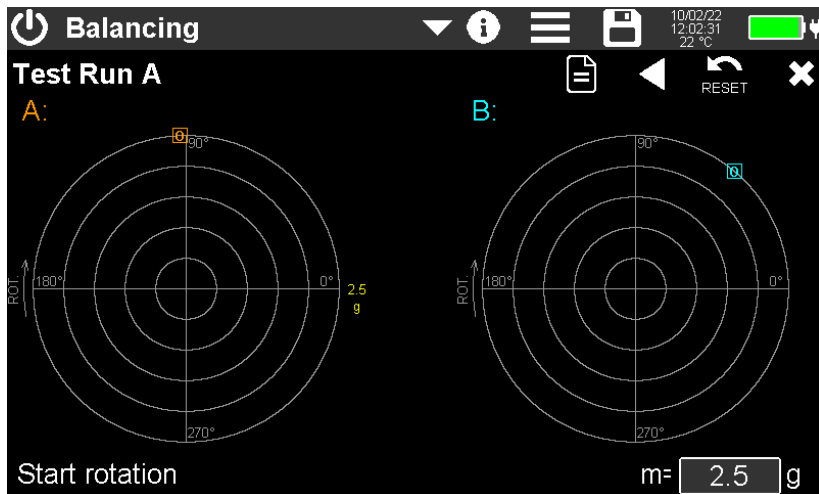 Balancing
i
10/02/22
12:02:31
22 °C
Test Run A
RESET
A:
B:
0
90°
90°
0
ROT.
180°
0°
2.5
g
ROT.
180°
0°
270°
270°
Start rotation
m=
2.5
g